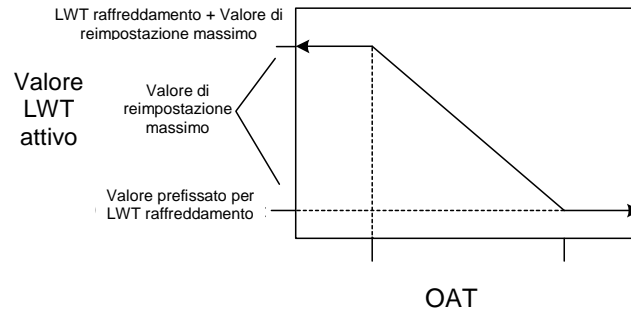 LWT raffreddamento + Valore di
reimpostazione massimo
Valore
LWT
attivo
Valore di
reimpostazione
massimo
Valore prefissato per
LWT raffreddamento
OAT